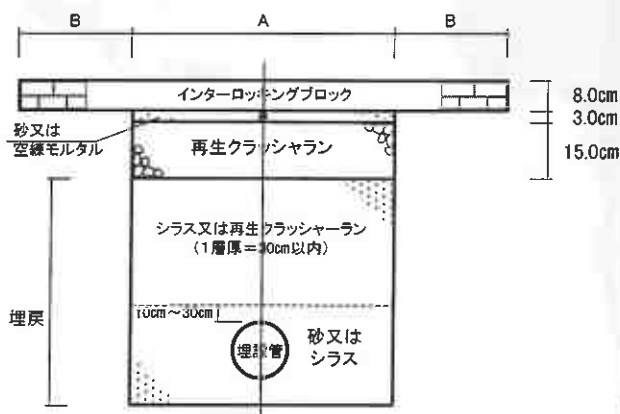 B A B
インターロッキングブロック
8.0cm
砂又は
空練モルタル
3.0cm
再生クラッシャラン
15.0cm
シラス又は再生クラッシャーラン
(1層厚=30cm以内)
埋戻
10cm～30cm
埋設管
砂又は
シラス